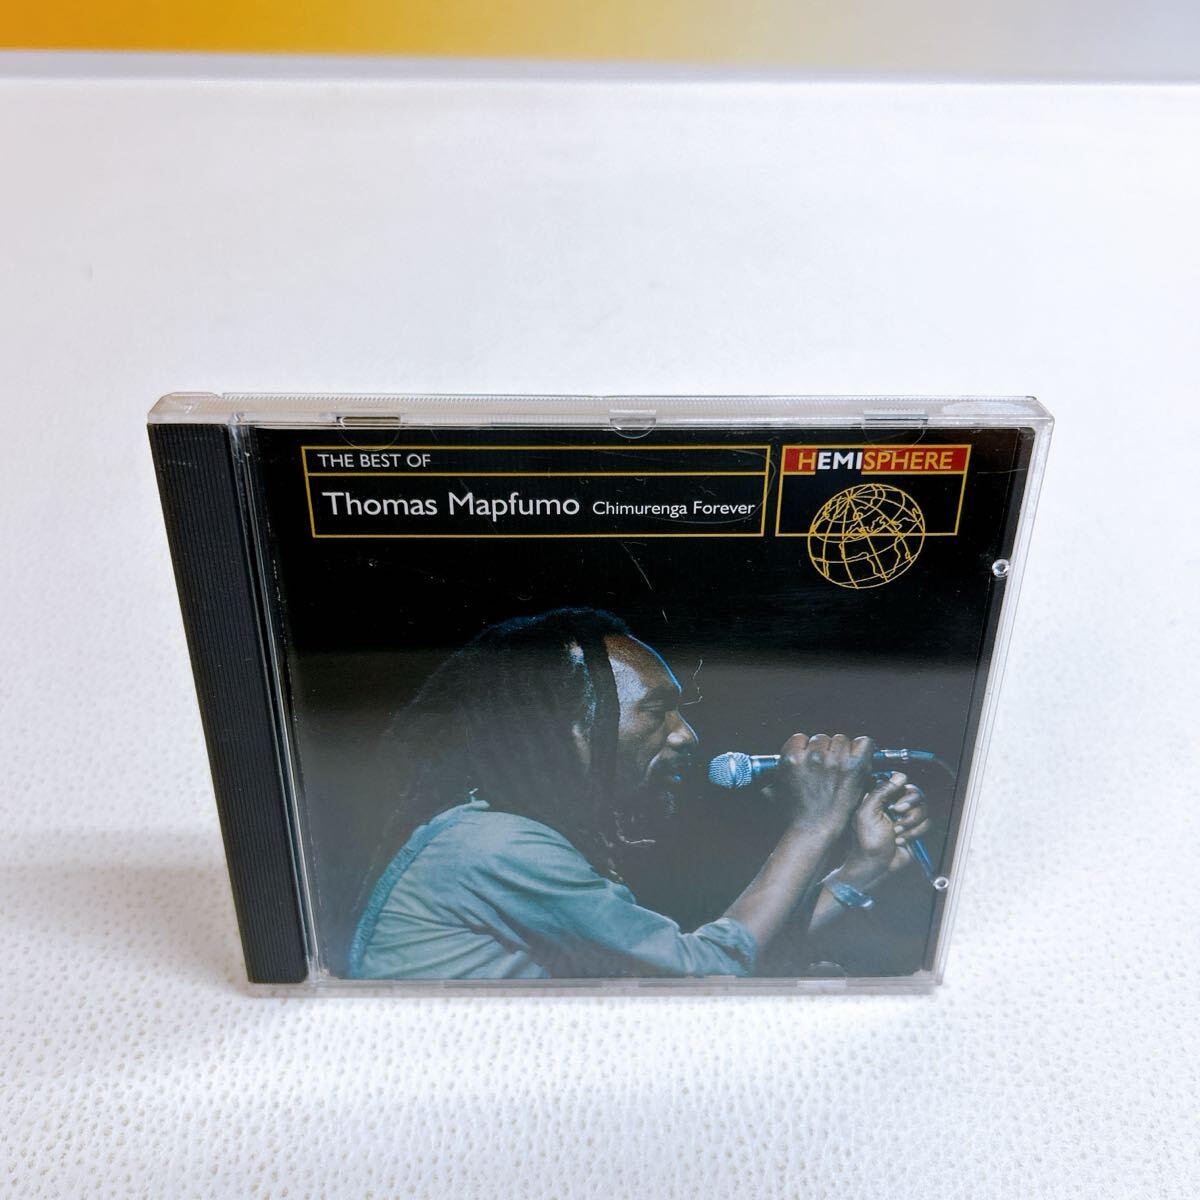 THE BEST OF
Thomas Mapfumo Chimurenga Forever
HEMISPHERE